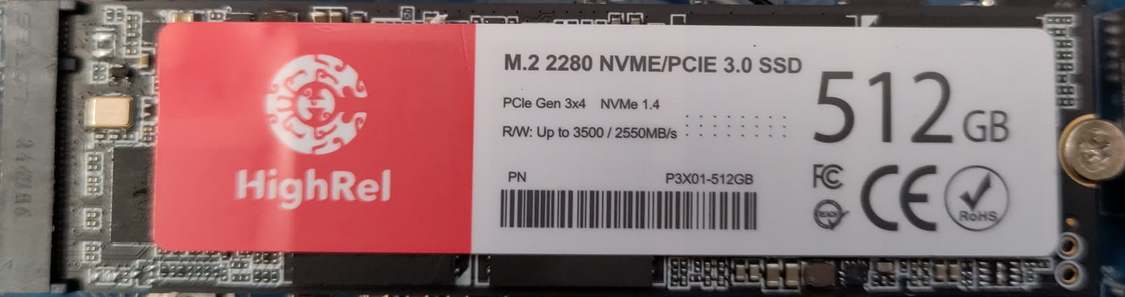 HighRel
M.2 2280 NVME/PCIE 3.0 SSD
PCIe Gen 3x4 NVMe 1.4
R/W: Up to 3500 / 2550MB/s
512GB
PN P3X01-512GB
FC
CE
RoHS